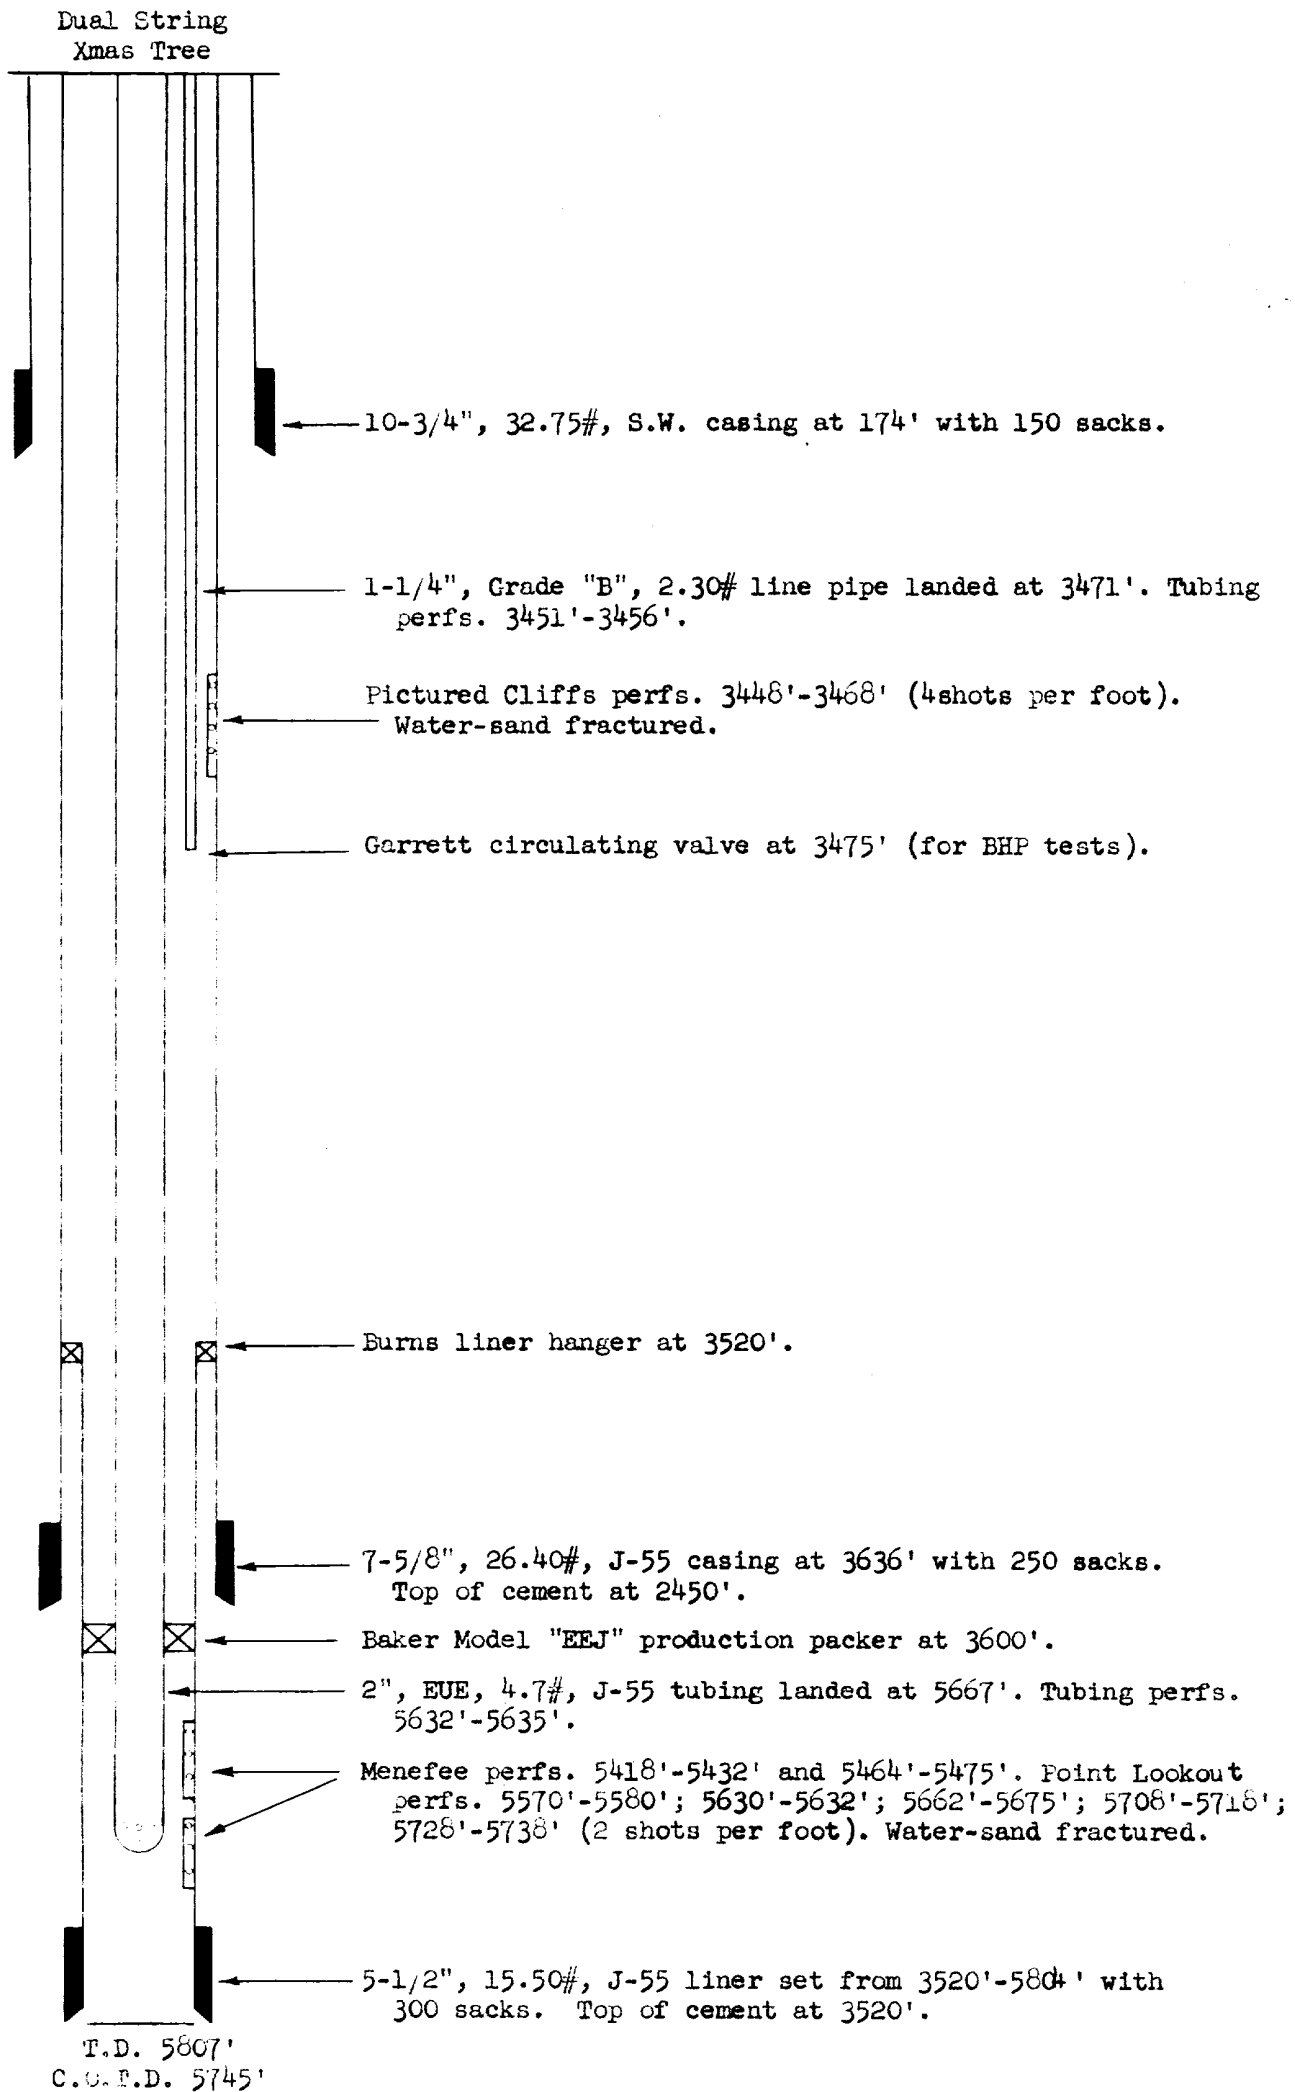 Dual String
Xmas Tree
10-3/4", 32.75#, S.W. casing at 174' with 150 sacks.
1-1/4", Grade "B", 2.30# line pipe landed at 3471'. Tubing
perfs. 3451'-3456'.
Pictured Cliffs perfs. 3448'-3468' (4shots per foot).
Water-sand fractured.
Garrett circulating valve at 3475' (for BHP tests).
Burns liner hanger at 3520'.
7-5/8", 26.40#, J-55 casing at 3636' with 250 sacks.
Top of cement at 2450'.
Baker Model "EEJ" production packer at 3600'.
2", EUE, 4.7#, J-55 tubing landed at 5667'. Tubing perfs.
5632'-5635'.
Menefee perfs. 5418'-5432' and 5464'-5475'. Point Lookout
perfs. 5570'-5580'; 5630'-5632'; 5662'-5675'; 5708'-5718';
5728'-5738' (2 shots per foot). Water-sand fractured.
5-1/2", 15.50#, J-55 liner set from 3520'-5804' with
300 sacks. Top of cement at 3520'.
T.D. 5807'
C.O.T.D. 5745'